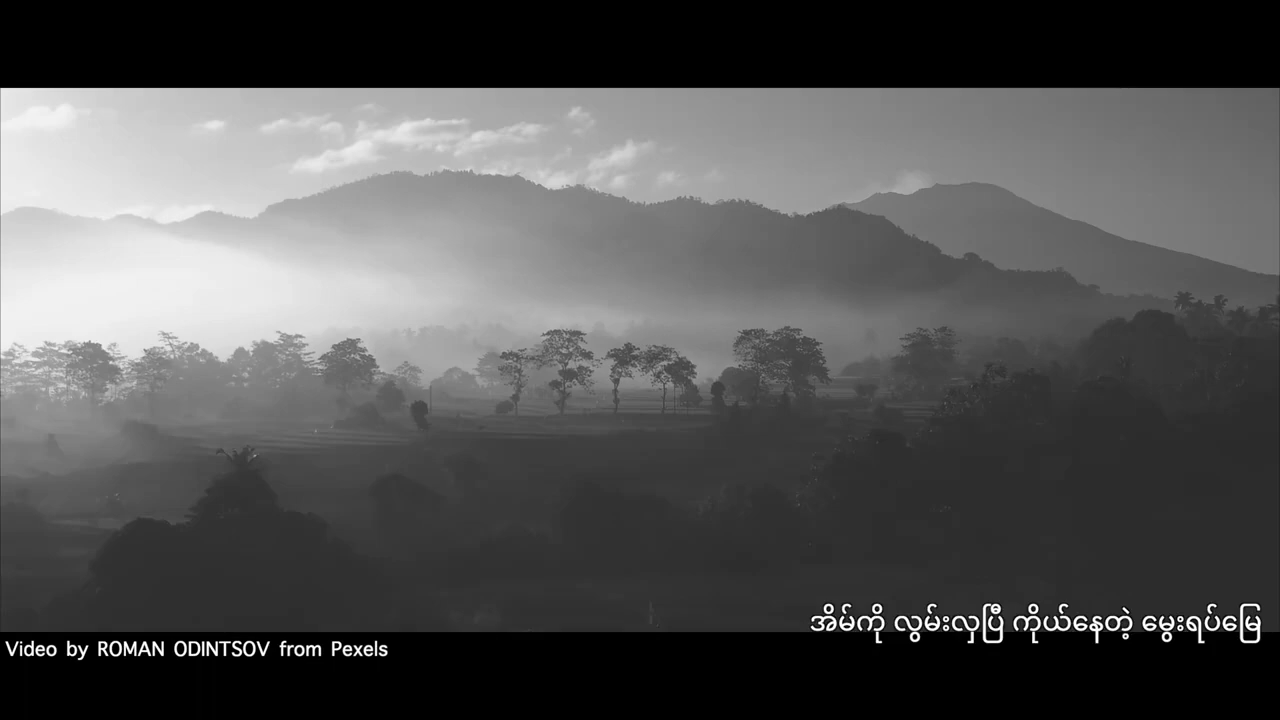 အိမ်ကို လွမ်းလှပြီ ကိုယ်နေတဲ့ မွေးရပ်မြေ
Video by ROMAN ODINTSOV from Pexels